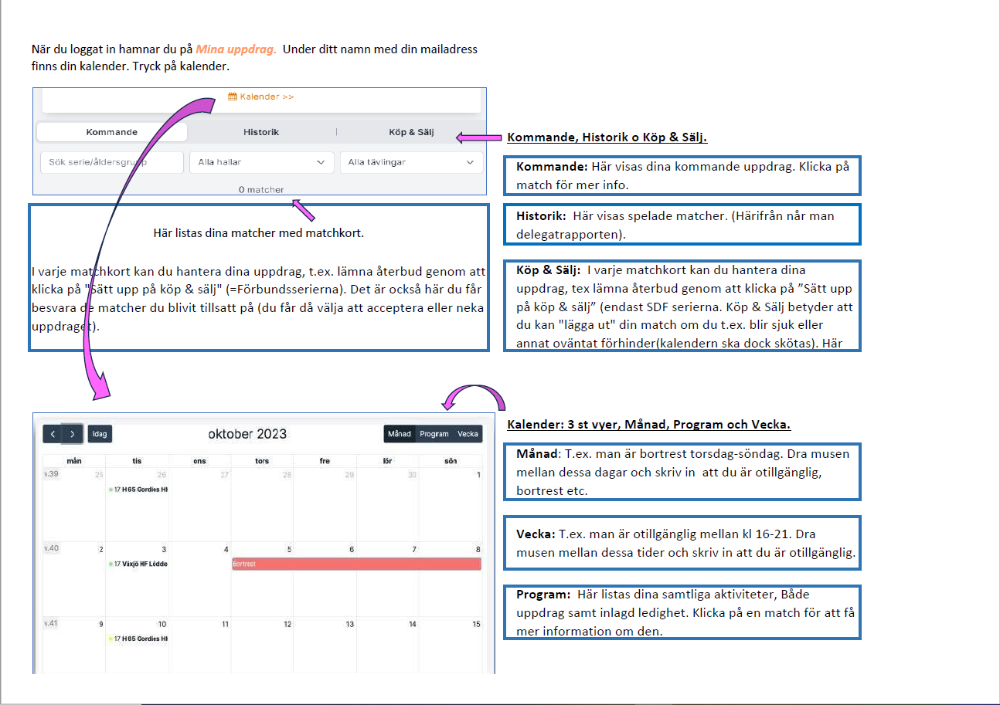 När du loggat in hamnar du på Mina uppdrag. Under ditt namn med din mailadress
finns din kalender. Tryck på kalender.
Kalender >>
Kommande Historik | Köp & Sälj
Sök serie/åldersgrupp Alla hallar Alla tävlingar
0 matcher
Här listas dina matcher med matchkort.
I varje matchkort kan du hantera dina uppdrag, t.ex. lämna återbud genom att
klicka på "Sätt upp på köp & sälj" (=Förbundsserierna). Det är också här du får
besvara de matcher du blivit tillsatt på (du får då välja att acceptera eller neka
uppdraget).
Kommande, Historik o Köp & Sälj.
Kommande: Här visas dina kommande uppdrag. Klicka på
match för mer info.
Historik: Här visas spelade matcher. (Härifrån når man
delegatrapporten).
Köp & Sälj: I varje matchkort kan du hantera dina
uppdrag, tex lämna återbud genom att klicka på ”Sätt upp
på köp & sälj” (endast SDF serierna. Köp & Sälj betyder att
du kan "lägga ut" din match om du t.ex. blir sjuk eller
annat oväntat förhinder(kalendern ska dock skötas). Här
< > Idag oktober 2023 Månad Program Vecka
mån tis ons tors fre lör sön
v.39 25 26 27 28 29 30 1
17 H65 Gordies HI
v.40 2 3 4 5 6 7 8
17 Växjö HF Lödde
Bortrest
v.41 9 10 11 12 13 14 15
17 H65 Gordies HI
Kalender: 3 st vyer, Månad, Program och Vecka.
Månad: T.ex. man är bortrest torsdag-söndag. Dra musen
mellan dessa dagar och skriv in att du är otillgänglig,
bortrest etc.
Vecka: T.ex. man är otillgänglig mellan kl 16-21. Dra
musen mellan dessa tider och skriv in att du är otillgänglig.
Program: Här listas dina samtliga aktiviteter, Både
uppdrag samt inlagd ledighet. Klicka på en match för att få
mer information om den.